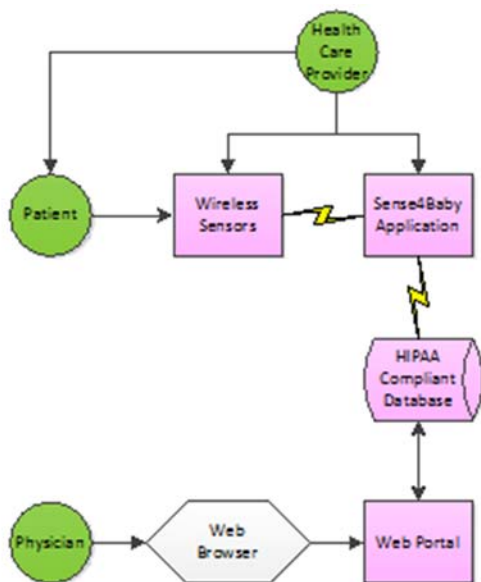 Health
Care
Provider
Patient
Wireless
Sensors
Sense4Baby
Application
HIPAA
Compliant
Database
Physician
Web
Browser
Web Portal